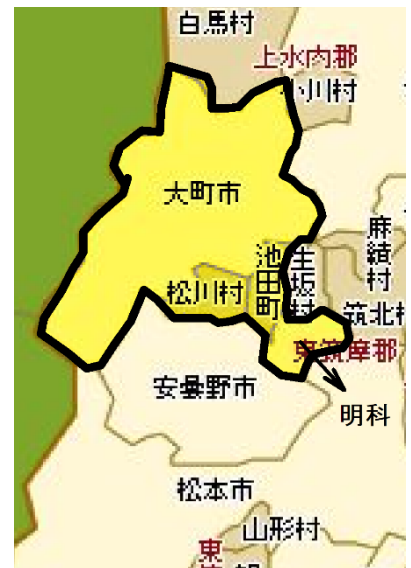 白馬村
上水内郡
小川村
大町市
麻績村
池田町
生坂村
松川村
筑北村
東筑摩郡
安曇野市
明科
松本市
山形村
東